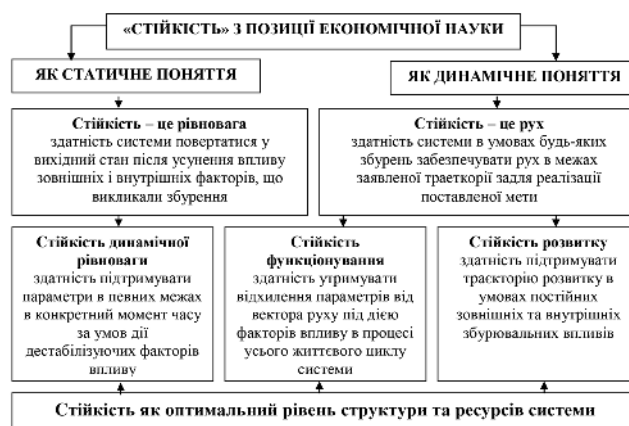 «СТІЙКІСТЬ» З ПОЗИЦІЇ ЕКОНОМІЧНОЇ НАУКИ
ЯК СТАТИЧНЕ ПОНЯТТЯ
ЯК ДИНАМІЧНЕ ПОНЯТТЯ
Стійкість – це рівновага
здатність системи повертатися у
вихідний стан після усунення впливу
зовнішніх і внутрішніх факторів, що
викликали збурення
Стійкість – це рух
здатність системи в умовах будь-яких
збурень забезпечувати рух в межах
заявленої траєткорії задля реалізації
поставленої мети
Стійкість динамічної
рівноваги
здатність підтримувати
параметри в певних межах
в конкретний момент часу
за умов дії
дестабілізуючих факторів
впливу
Стійкість
функціонування
здатність утримувати
відхилення параметрів від
вектора руху під дією
факторів впливу в процесі
усього життєвого циклу
системи
Стійкість розвитку
здатність підтримувати
траєкторію розвитку в
умовах постійних
зовнішніх та внутрішніх
збурювальних впливів
Стійкість як оптимальний рівень структури та ресурсів системи